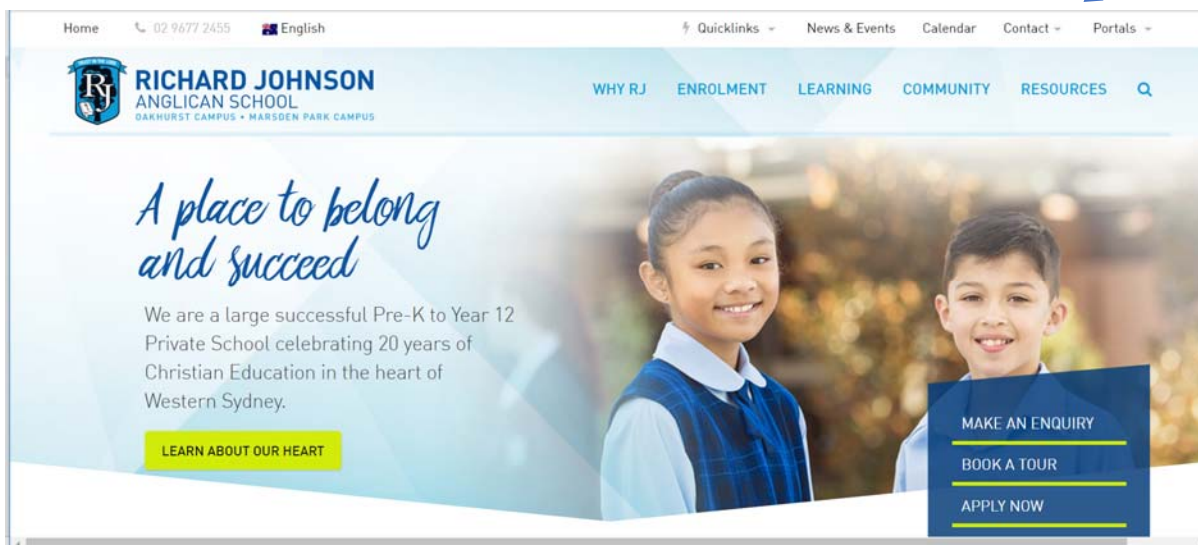 Home 02 9677 2455 English Quicklinks News & Events Calendar Contact Portals
RJ
RICHARD JOHNSON
ANGLICAN SCHOOL
OAKHURST CAMPUS • MARSDEN PARK CAMPUS
WHY RJ ENROLMENT LEARNING COMMUNITY RESOURCES
A place to belong
and succeed
We are a large successful Pre-K to Year 12
Private School celebrating 20 years of
Christian Education in the heart of
Western Sydney.
LEARN ABOUT OUR HEART
MAKE AN ENQUIRY
BOOK A TOUR
APPLY NOW